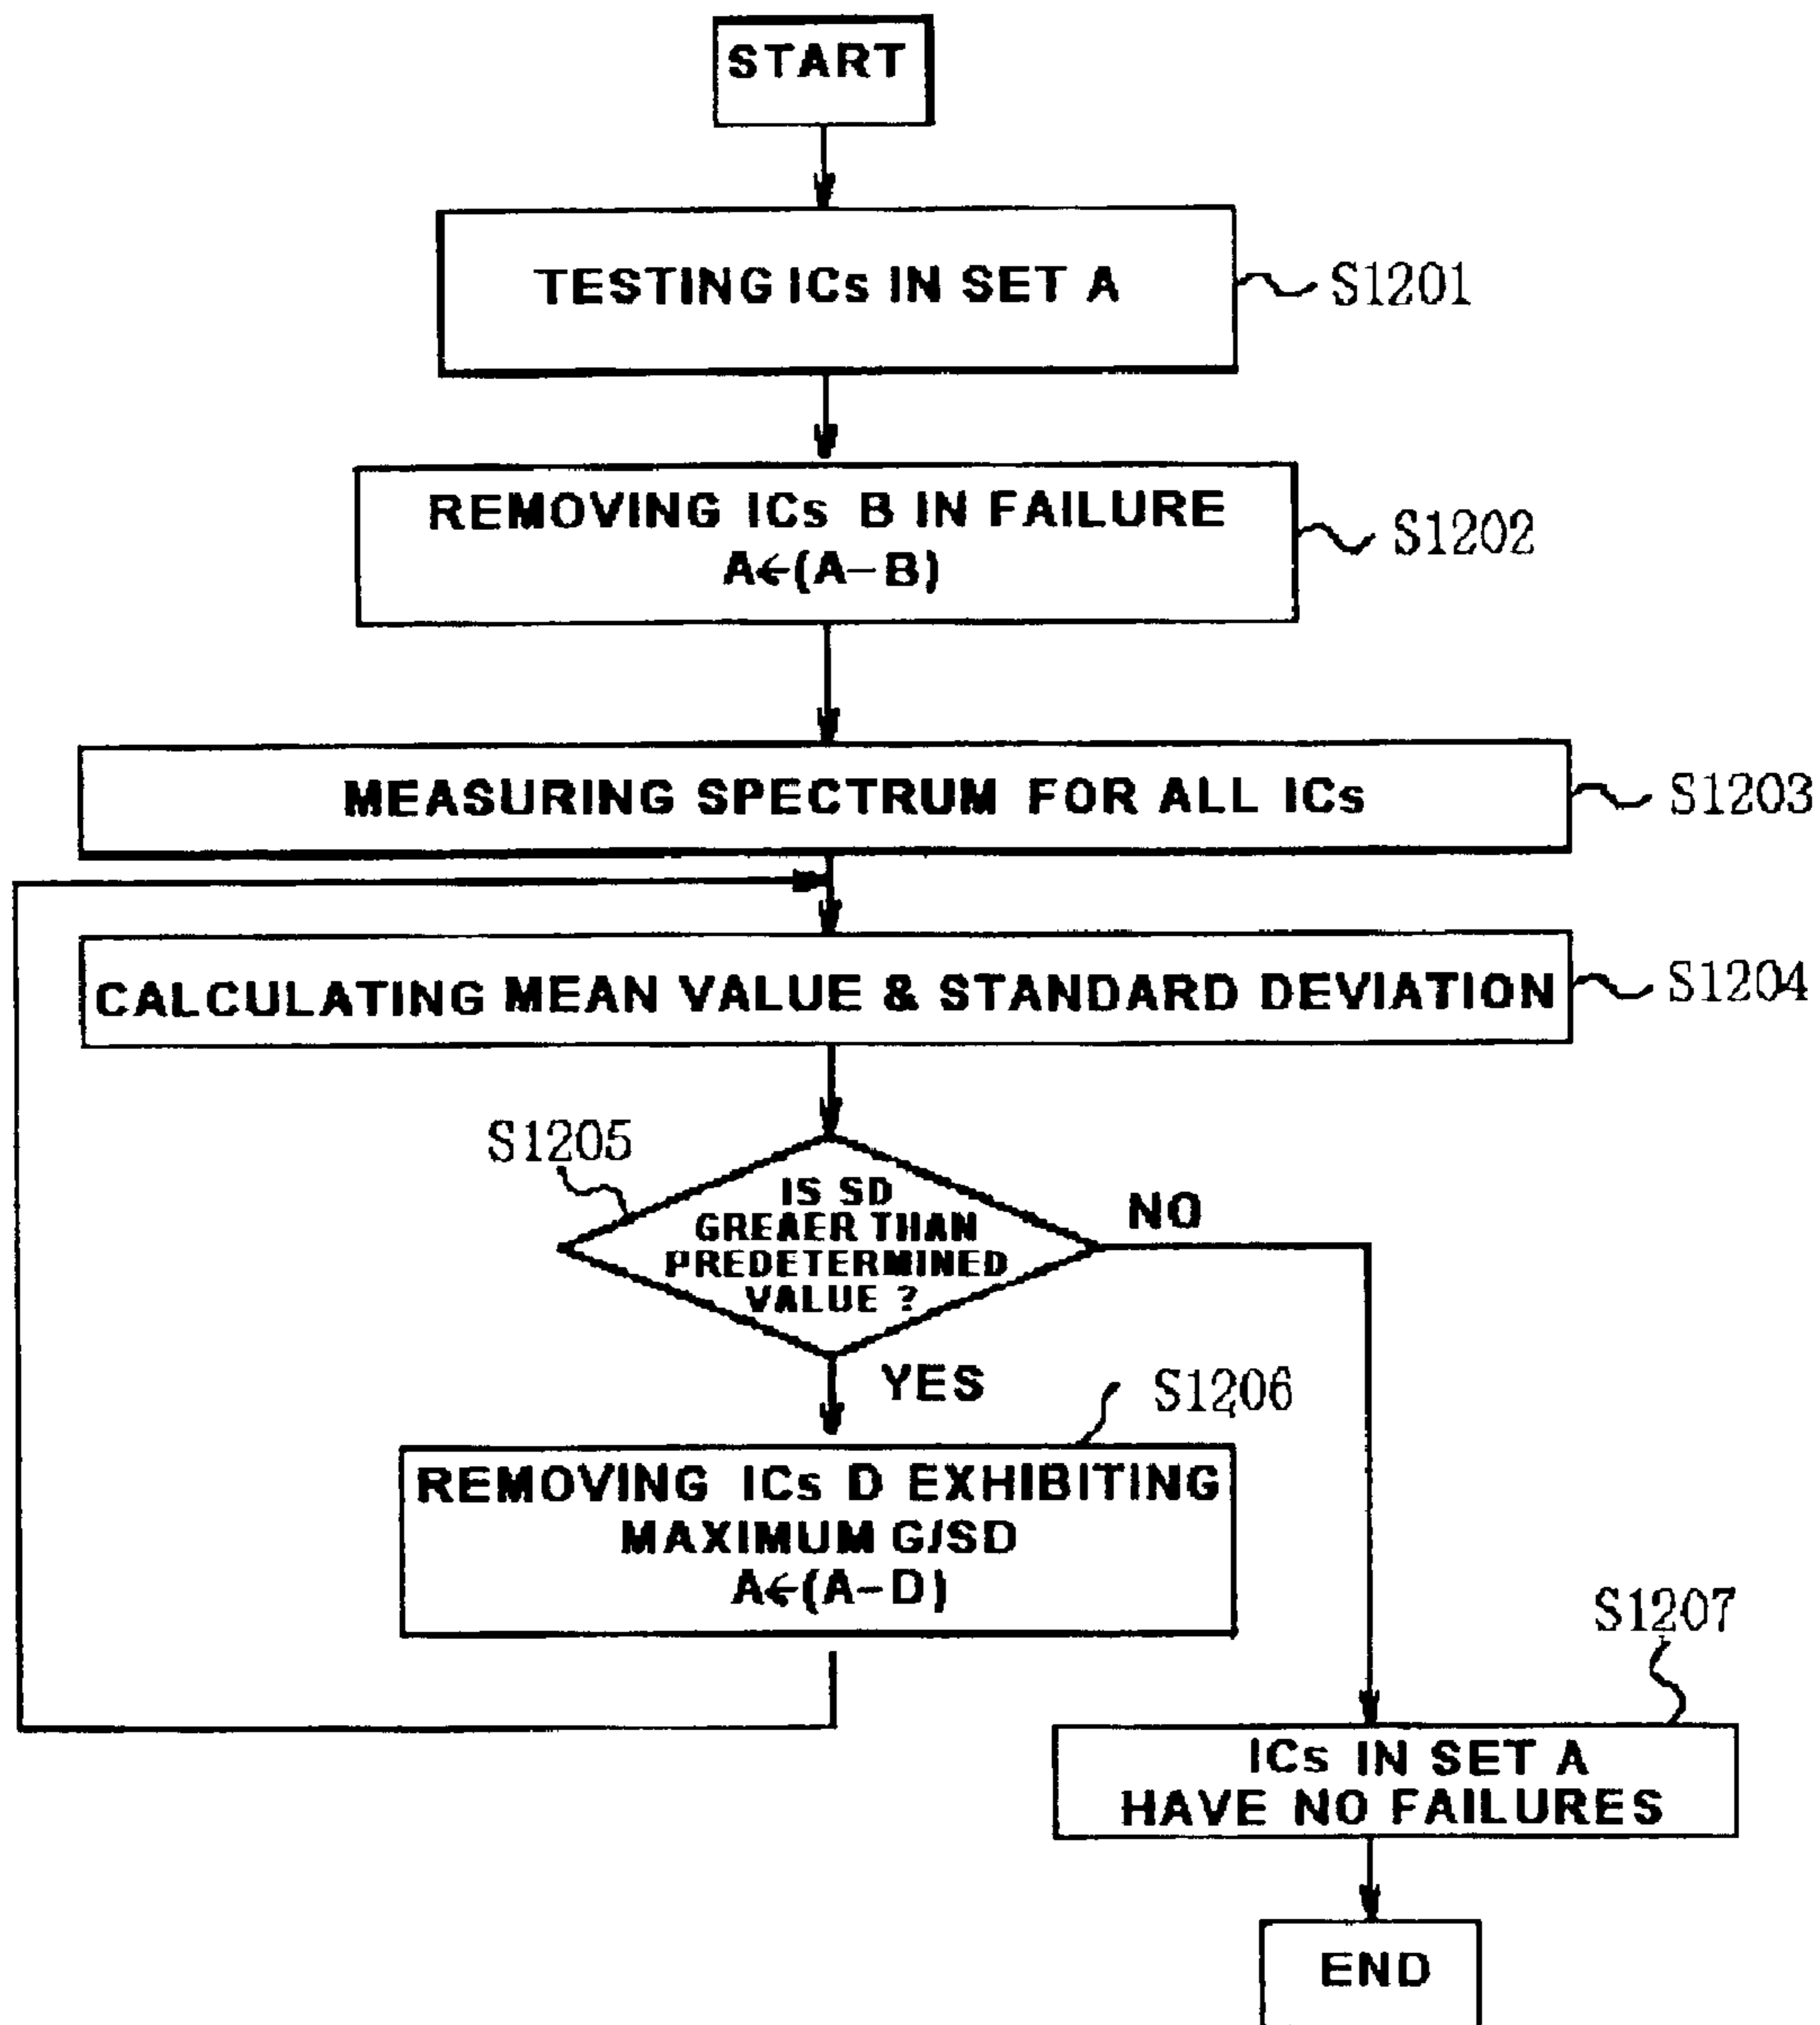 START
TESTING ICs IN SET A
S1201
REMOVING ICs B IN FAILURE
A←(A-B)
S1202
MEASURING SPECTRUM FOR ALL ICs
S1203
CALCULATING MEAN VALUE & STANDARD DEVIATION
S1204
S1205
IS SD
GREAER THAN
PREDETERMINED
VALUE ?
NO
YES
S1206
REMOVING ICs D EXHIBITING
MAXIMUM G/SD
A←(A-D)
S1207
ICs IN SET A
HAVE NO FAILURES
END